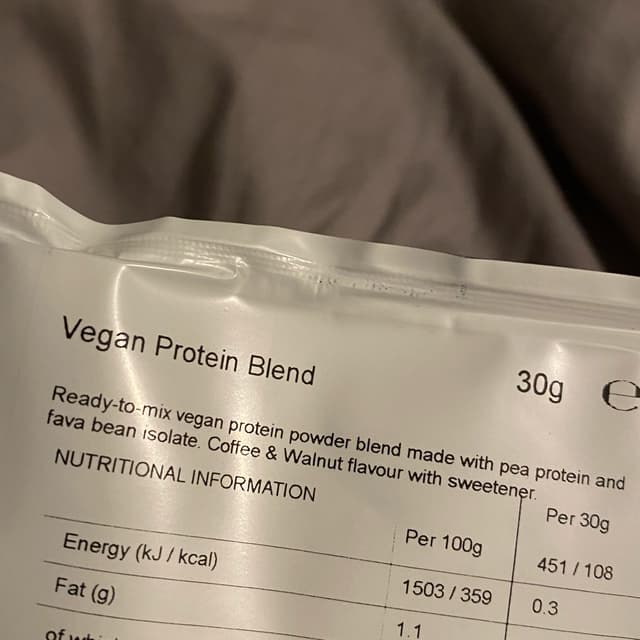 Vegan Protein Blend
30g ℮
Ready-to-mix vegan protein powder blend made with pea protein and
fava bean isolate. Coffee & Walnut flavour with sweetener.
NUTRITIONAL INFORMATION
Per 100g Per 30g
Energy (kJ / kcal) 1503 / 359 451 / 108
Fat (g) 1.1 0.3
of